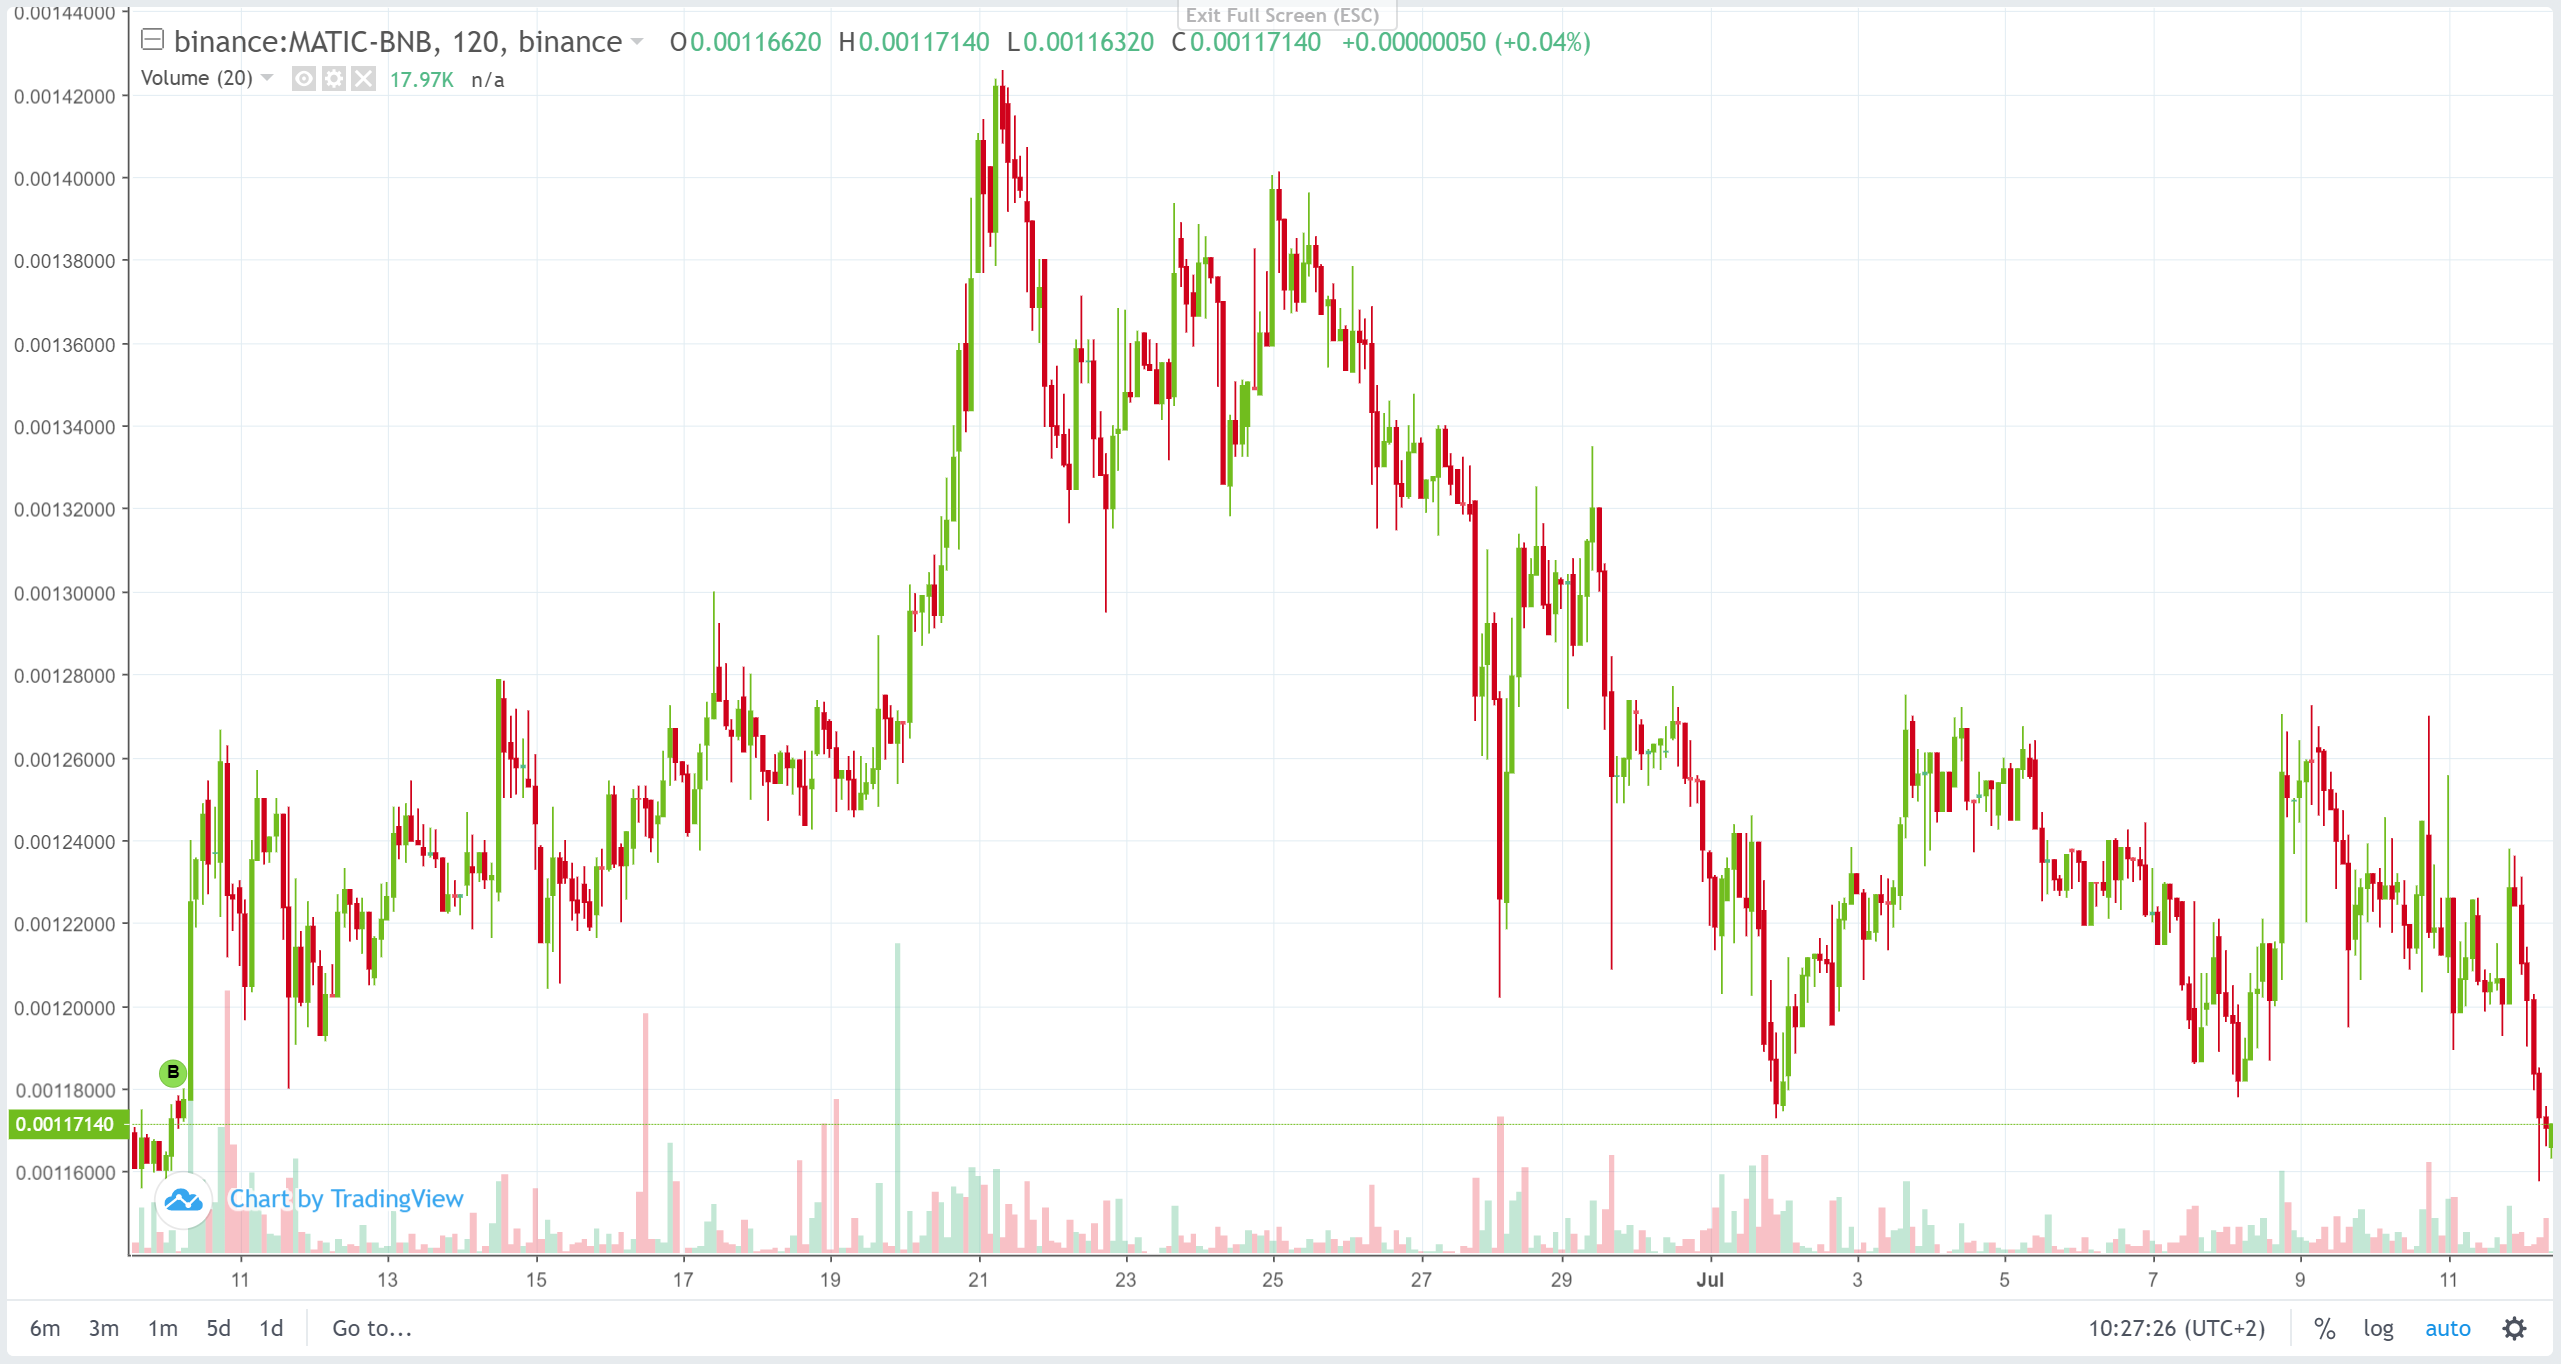 Exit Full Screen (ESC)
binance:MATIC-BNB, 120, binance O0.00116620 H0.00117140 L0.00116320 C0.00117140 +0.00000050 (+0.04%)
Volume (20) 17.97K n/a
0.00144000
0.00142000
0.00140000
0.00138000
0.00136000
0.00134000
0.00132000
0.00130000
0.00128000
0.00126000
0.00124000
0.00122000
0.00120000
0.00118000
0.00117140
0.00116000
B
Chart by TradingView
11 13 15 17 19 21 23 25 27 29 Jul 3 5 7 9 11
6m 3m 1m 5d 1d Go to... 10:27:26 (UTC+2) % log auto